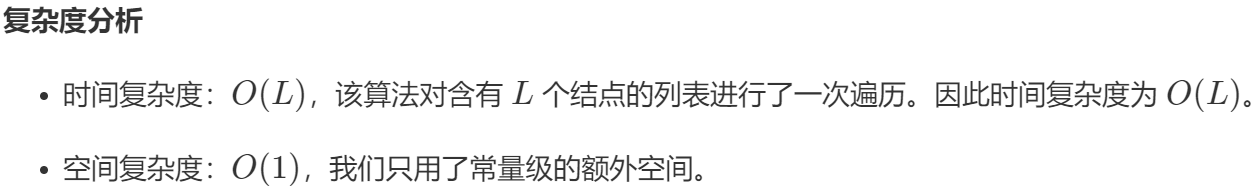 复杂度分析
• 时间复杂度：O(L)，该算法对含有 L 个结点的列表进行了一次遍历。因此时间复杂度为 O(L)。
• 空间复杂度：O(1)，我们只用了常量级的额外空间。